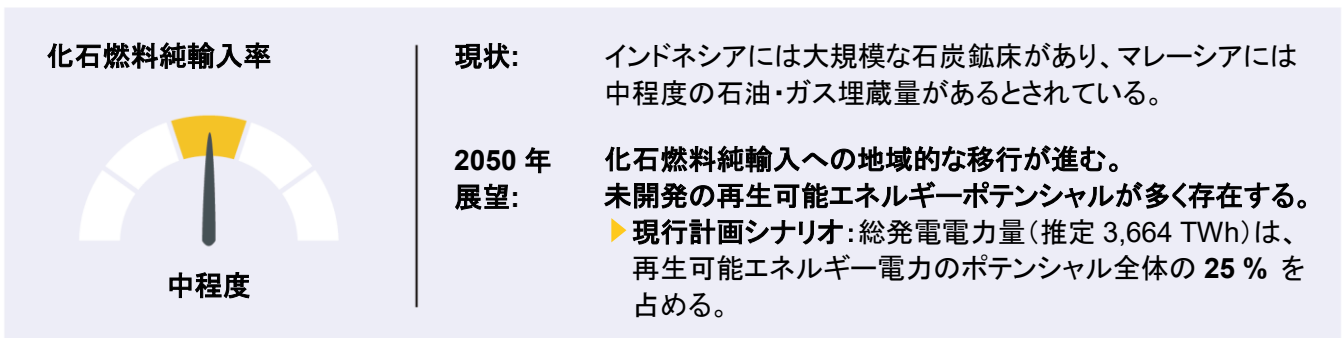 化石燃料純輸入率
中程度
現状:
インドネシアには大規模な石炭鉱床があり、マレーシアには
中程度の石油・ガス埋蔵量があるとされている。
2050 年
展望:
化石燃料純輸入への地域的な移行が進む。
未開発の再生可能エネルギーポテンシャルが多く存在する。
現行計画シナリオ:総発電電力量(推定 3,664 TWh)は、
再生可能エネルギー電力のポテンシャル全体の 25 % を
占める。